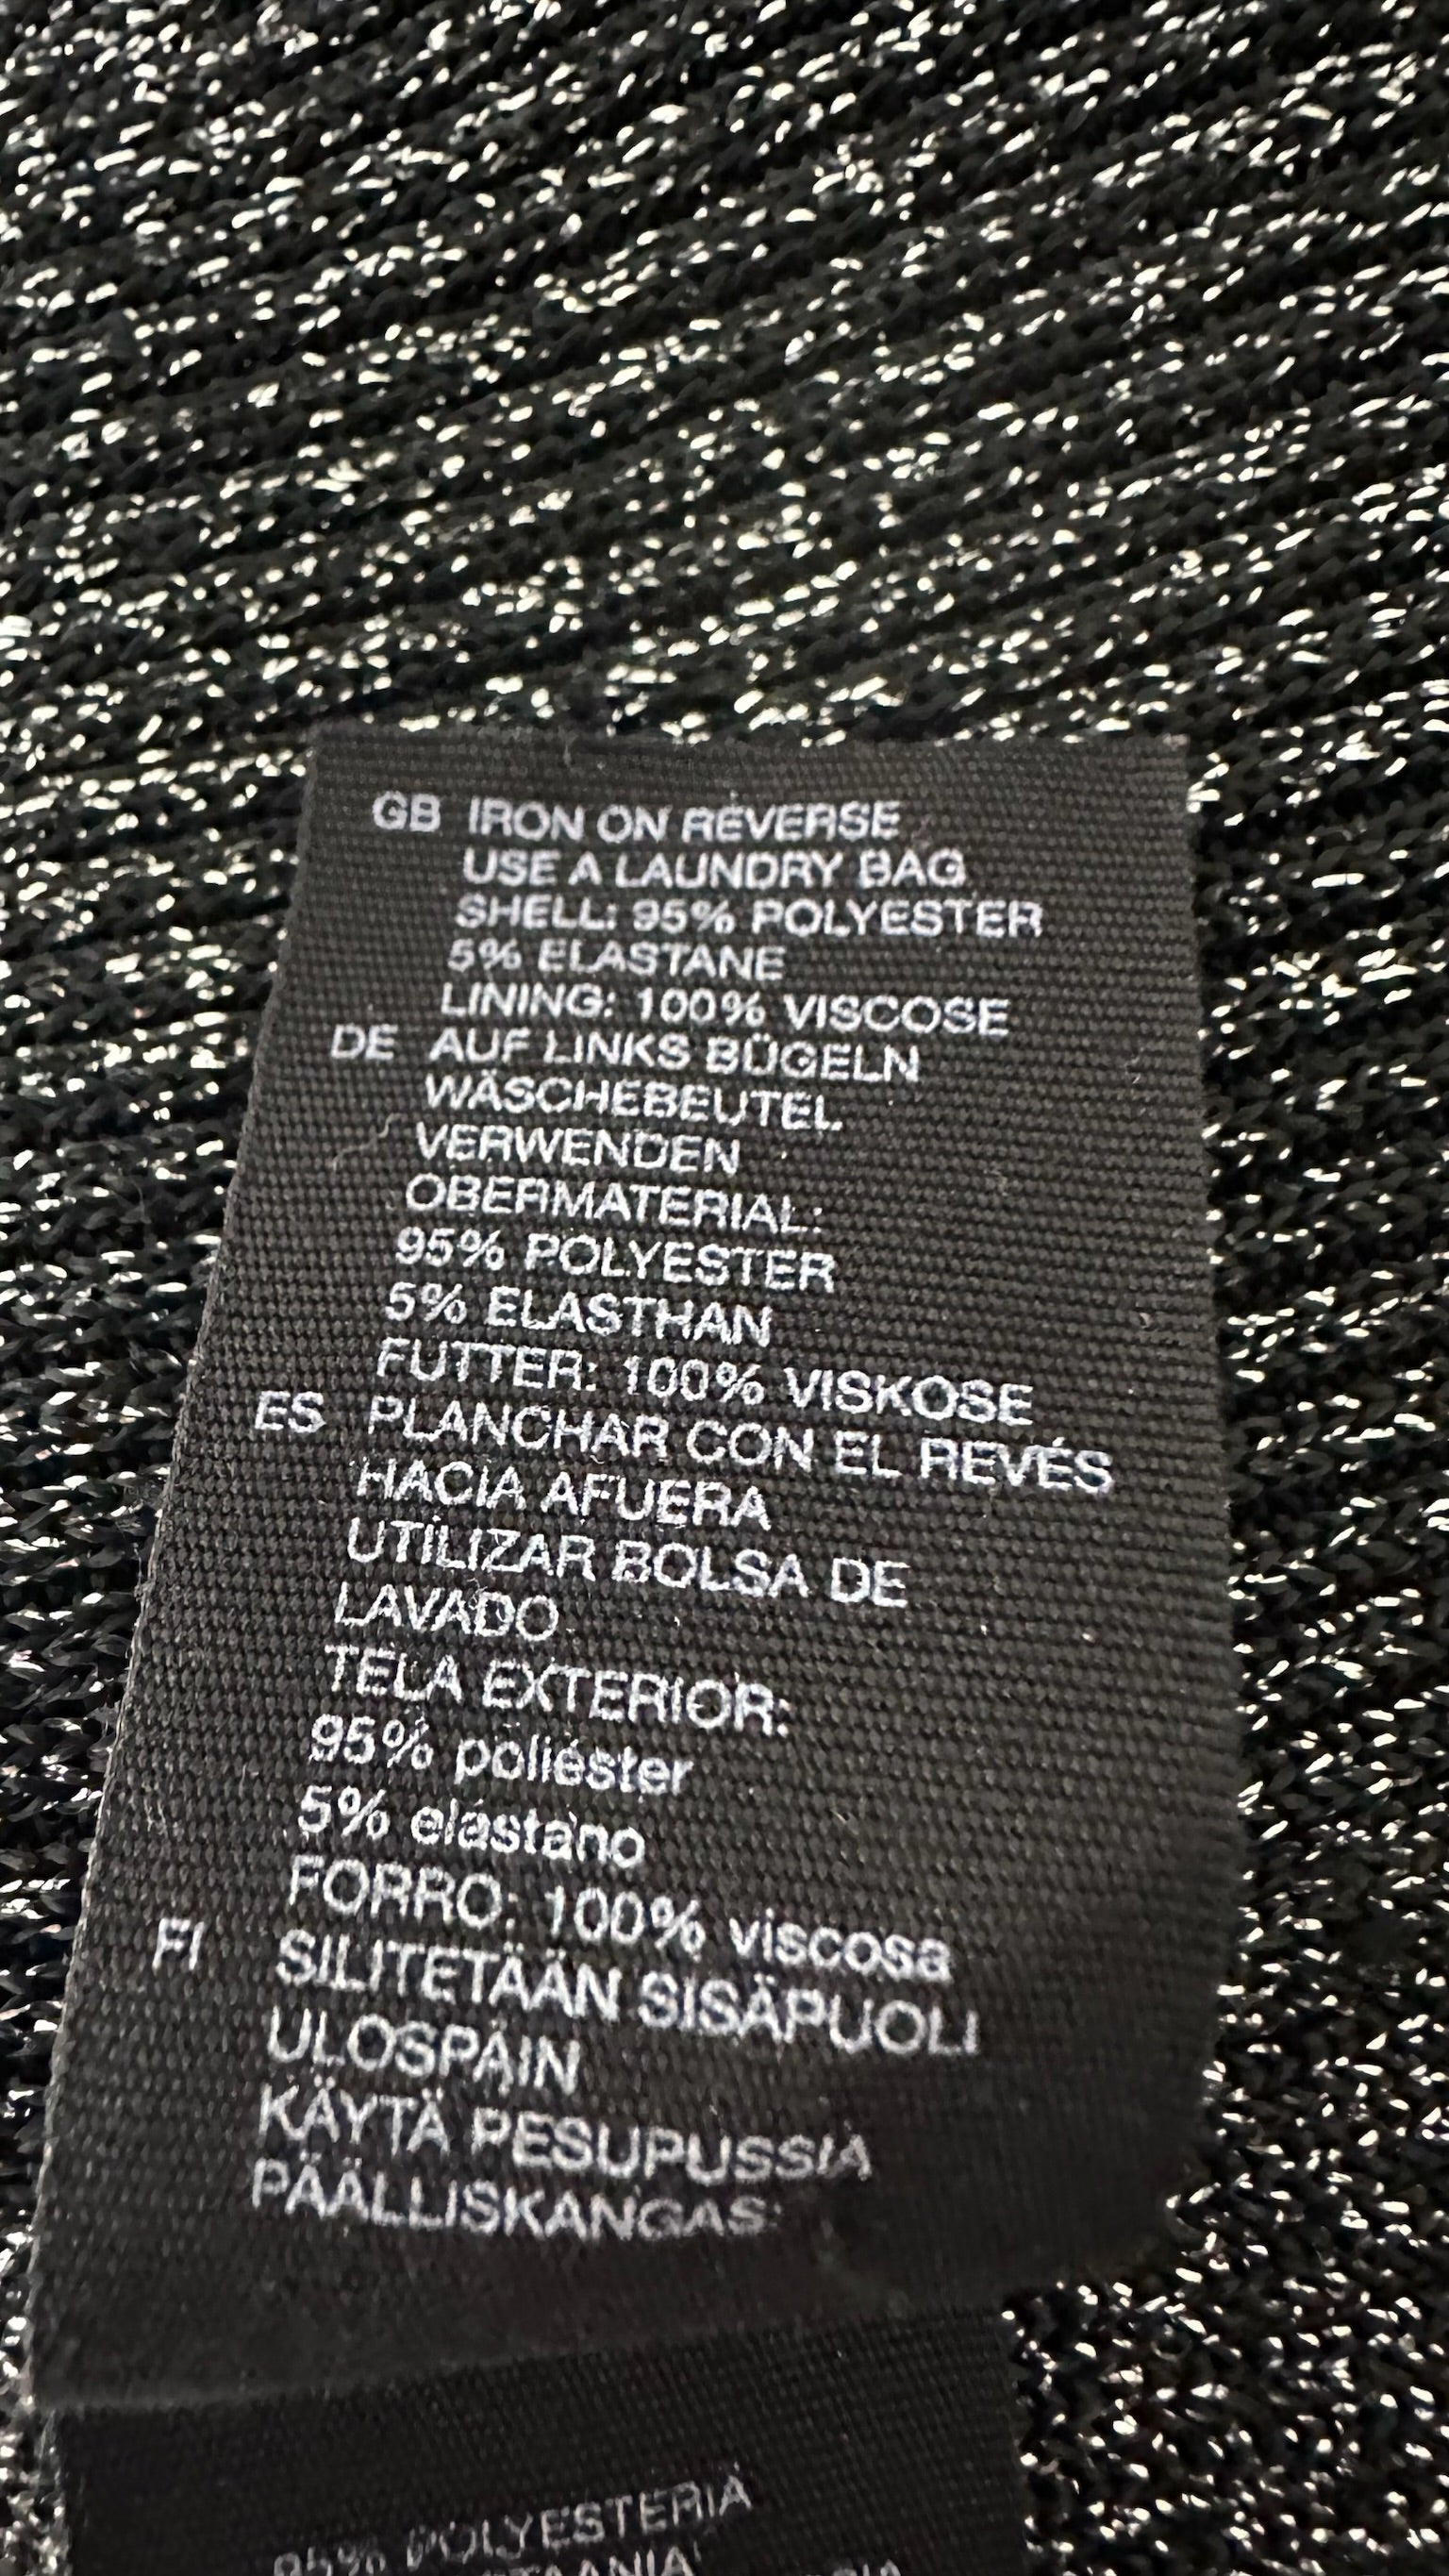 GB IRON ON REVERSE
USE A LAUNDRY BAG
SHELL: 95% POLYESTER
5% ELASTANE
LINING: 100% VISCOSE
DE AUF LINKS BÜGELN
WÄSCHEBEUTEL
VERWENDEN
OBERMATERIAL:
95% POLYESTER
5% ELASTHAN
FUTTER: 100% VISKOSE
ES PLANCHAR CON EL REVÉS
HACIA AFUERA
UTILIZAR BOLSA DE
LAVADO
TELA EXTERIOR:
95% poliéster
5% elastano
FORRO: 100% viscosa
FI SILITETÄÄN SISÄPUOLI
ULOSPÄIN
KÄYTÄ PESUPUSSIA
PÄÄLLISKANGAS:
95% POLYESTERIA